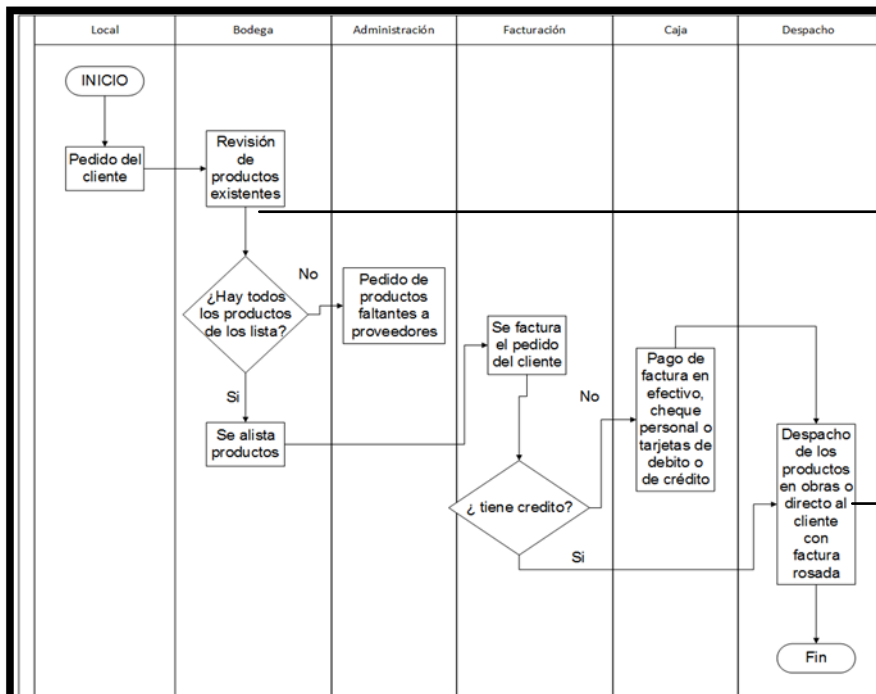 Local
Bodega
Administración
Facturación
Caja
Despacho
INICIO
Pedido del
cliente
Revisión
de
productos
existentes
¿Hay todos
los productos
de los lista?
No
Pedido de
productos
faltantes a
proveedores
Si
Se alista
productos
Se factura
el pedido
del cliente
¿ tiene credito?
No
Si
Pago de
factura en
efectivo,
cheque
personal o
tarjetas de
debito o
de crédito
Despacho
de los
productos
en obras o
directo al
cliente
con
factura
rosada
Fin